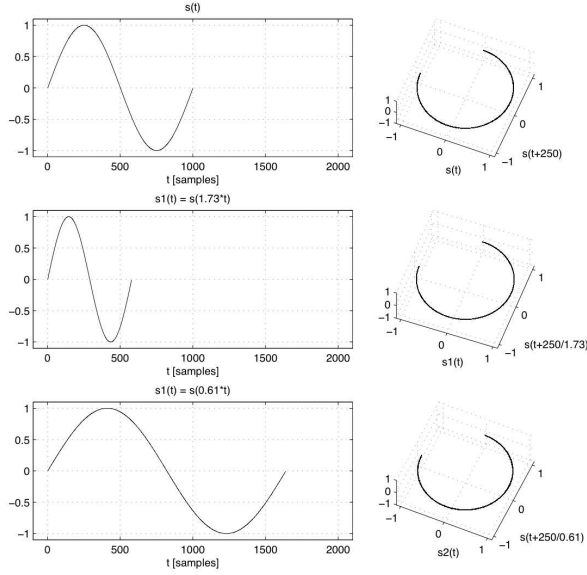 s(t)
1
0.5
0
−0.5
−1
0 500 1000 1500 2000
t [samples]
1
0
−1
−1
0
1
−1
0
1
s(t)
s(t+250)
s1(t) = s(1.73*t)
1
0.5
0
−0.5
−1
0 500 1000 1500 2000
t [samples]
1
0
−1
−1
0
1
−1
0
1
s1(t)
s(t+250/1.73)
s1(t) = s(0.61*t)
1
0.5
0
−0.5
−1
0 500 1000 1500 2000
t [samples]
1
0
−1
−1
0
1
−1
0
1
s2(t)
s(t+250/0.61)